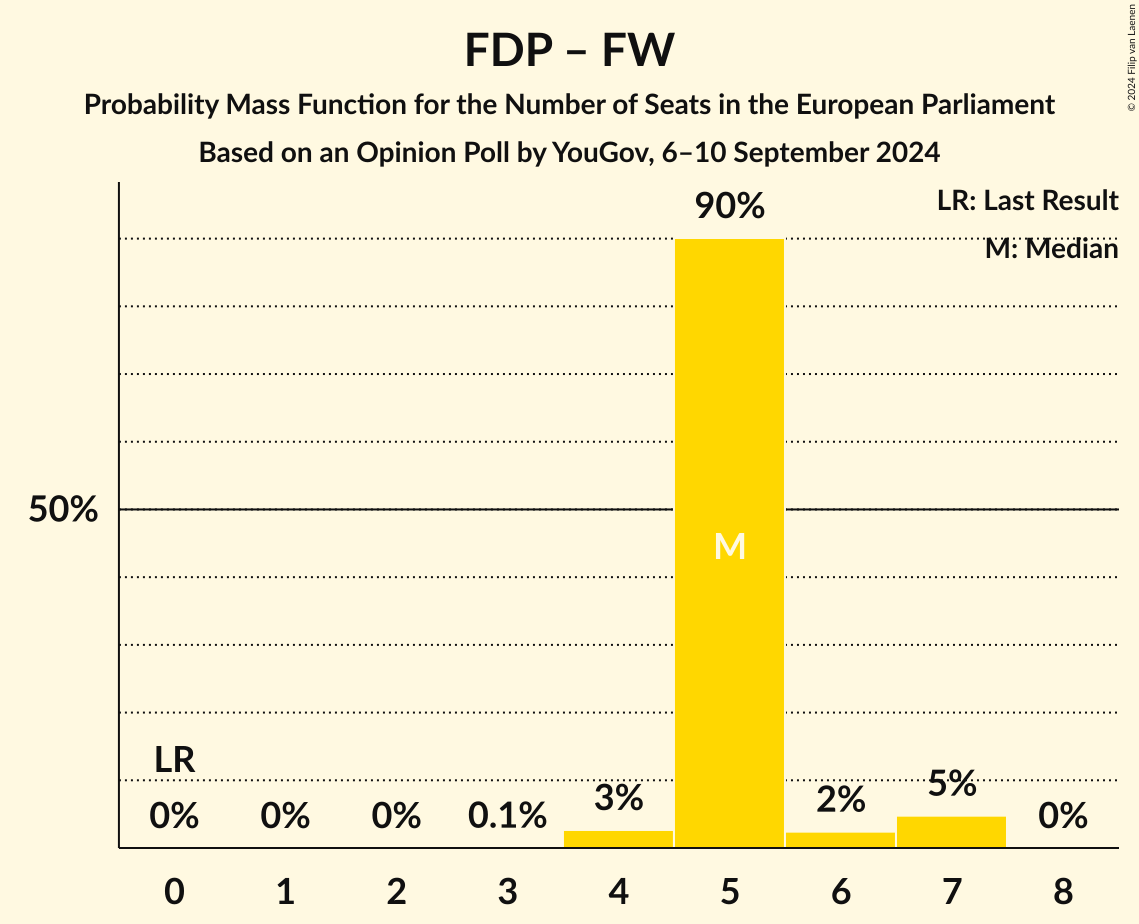 FDP – FW
Probability Mass Function for the Number of Seats in the European Parliament
Based on an Opinion Poll by YouGov, 6–10 September 2024
© 2024 Filip van Laenen
LR: Last Result
M: Median
90%
50%
M
LR
0%
0%
0%
0.1%
3%
2%
5%
0%
0
1
2
3
4
5
6
7
8